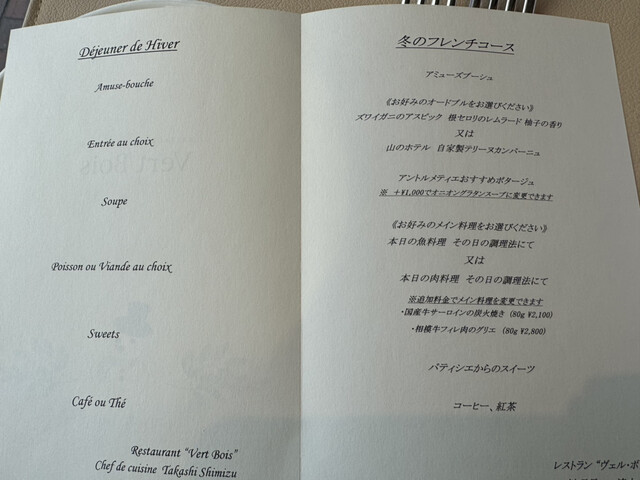 Déjeuner de Hiver
Amuse-bouche
Entrée au choix
Soupe
Poisson ou Viande au choix
Sweets
Café ou Thé
Restaurant “Vert Bois”
Chef de cuisine Takashi Shimizu
冬のフレンチコース
アミューズブーシュ
《お好みのオードブルをお選びください》
ズワイガニのアスピック 根セロリのレムラード 柚子の香り
又は
山のホテル 自家製テリーヌカンパーニュ
アントルメティエおすすめポタージュ
※ +¥1,000でオニオングラタンスープに変更できます
《お好みのメイン料理をお選びください》
本日の魚料理 その日の調理法にて
又は
本日の肉料理 その日の調理法にて
※追加料金でメイン料理を変更できます
・国産牛サーロインの炭火焼き (80g ¥2,100)
・相模牛フィレ肉のグリエ (80g ¥2,800)
パティシエからのスイーツ
コーヒー、紅茶
レストラン “ヴェル・ボ